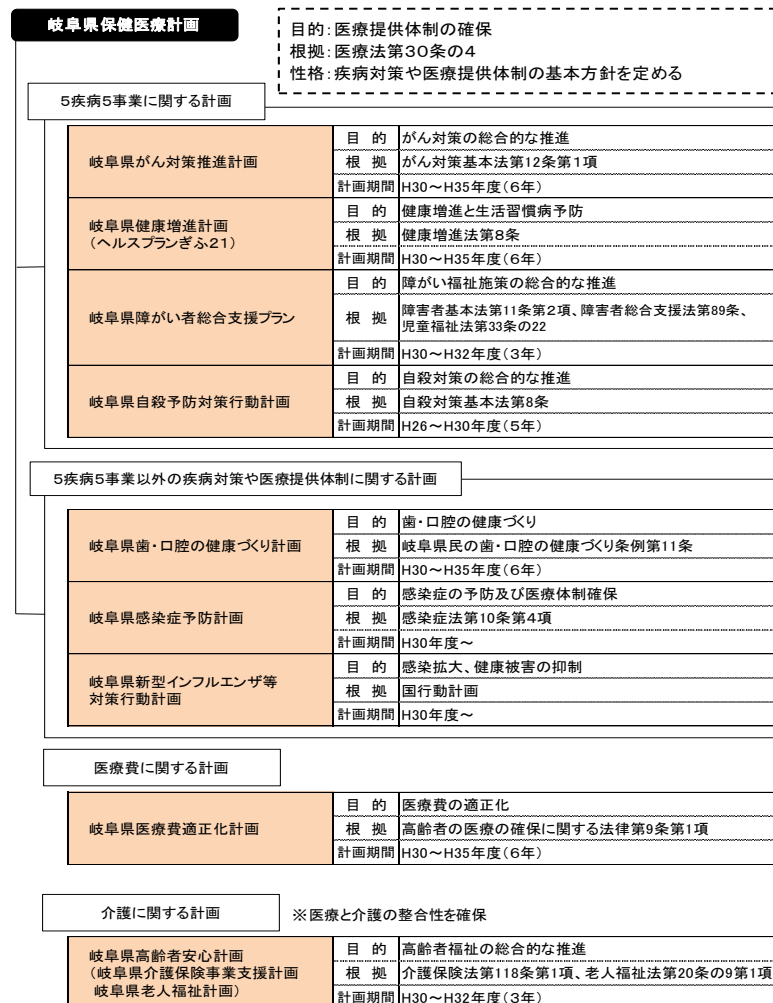 岐阜県保健医療計画
目的：医療提供体制の確保
根拠：医療法第３０条の４
性格：疾病対策や医療提供体制の基本方針を定める
５疾病５事業に関する計画
岐阜県がん対策推進計画
目 的 がん対策の総合的な推進
根 拠 がん対策基本法第12条第１項
計画期間 H30～H35年度（６年）
岐阜県健康増進計画
（ヘルスプランぎふ２１）
目 的 健康増進と生活習慣病予防
根 拠 健康増進法第８条
計画期間 H30～H35年度（６年）
岐阜県障がい者総合支援プラン
目 的 障がい福祉施策の総合的な推進
根 拠 障害者基本法第11条第２項、障害者総合支援法第89条、
児童福祉法第33条の22
計画期間 H30～H32年度（３年）
岐阜県自殺予防対策行動計画
目 的 自殺対策の総合的な推進
根 拠 自殺対策基本法第８条
計画期間 H26～H30年度（５年）
５疾病５事業以外の疾病対策や医療提供体制に関する計画
岐阜県歯・口腔の健康づくり計画
目 的 歯・口腔の健康づくり
根 拠 岐阜県民の歯・口腔の健康づくり条例第11条
計画期間 H30～H35年度（６年）
岐阜県感染症予防計画
目 的 感染症の予防及び医療体制確保
根 拠 感染症法第10条第４項
計画期間 H30年度～
岐阜県新型インフルエンザ等
対策行動計画
目 的 感染拡大、健康被害の抑制
根 拠 国行動計画
計画期間 H30年度～
医療費に関する計画
岐阜県医療費適正化計画
目 的 医療費の適正化
根 拠 高齢者の医療の確保に関する法律第９条第１項
計画期間 H30～H35年度（６年）
介護に関する計画
※医療と介護の整合性を確保
岐阜県高齢者安心計画
（岐阜県介護保険事業支援計画
岐阜県老人福祉計画）
目 的 高齢者福祉の総合的な推進
根 拠 介護保険法第118条第１項、老人福祉法第20条の９第１項
計画期間 H30～H32年度（３年）